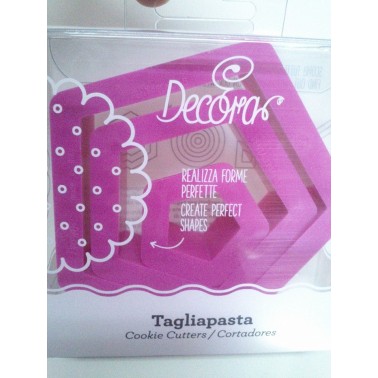 Decora
REALIZZA FORME
PERFETTE
CREATE PERFECT
SHAPES
Tagliapasta
Cookie Cutters / Cortadores